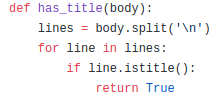 def has_title(body):
    lines = body.split('\n')
    for line in lines:
        if line.istitle():
            return True